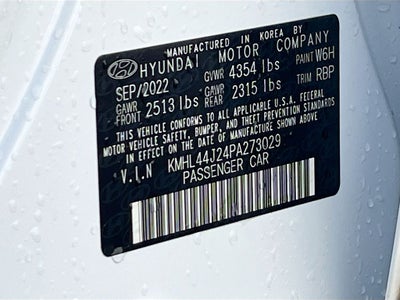 MANUFACTURED IN KOREA BY
HYUNDAI MOTOR COMPANY
SEP/2022 GVWR 4354 lbs PAINT W6H
GAWR FRONT 2513 lbs GAWR REAR 2315 lbs TRIM RBP
THIS VEHICLE CONFORMS TO ALL APPLICABLE U.S.A. FEDERAL
MOTOR VEHICLE SAFETY, BUMPER, AND THEFT PREVENTION STANDARDS IN
EFFECT ON THE DATE OF MANUFACTURE SHOWN ABOVE.
V.I.N KMHL44J24PA273029
PASSENGER CAR